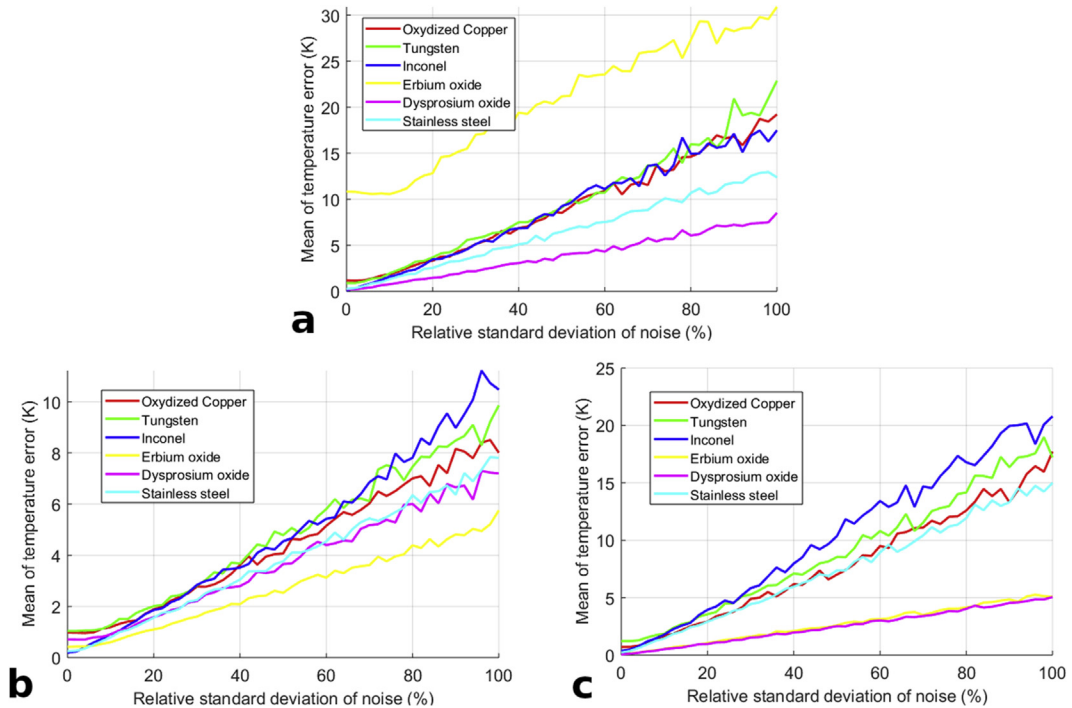 30
25
20
15
10
5
0
Mean of temperature error (K)
Oxydized Copper
Tungsten
Inconel
Erbium oxide
Dysprosium oxide
Stainless steel
0 20 40 60 80 100
Relative standard deviation of noise (%)
a
10
8
6
4
2
0
Mean of temperature error (K)
Oxydized Copper
Tungsten
Inconel
Erbium oxide
Dysprosium oxide
Stainless steel
0 20 40 60 80 100
Relative standard deviation of noise (%)
b
25
20
15
10
5
0
Mean of temperature error (K)
Oxydized Copper
Tungsten
Inconel
Erbium oxide
Dysprosium oxide
Stainless steel
0 20 40 60 80 100
Relative standard deviation of noise (%)
c